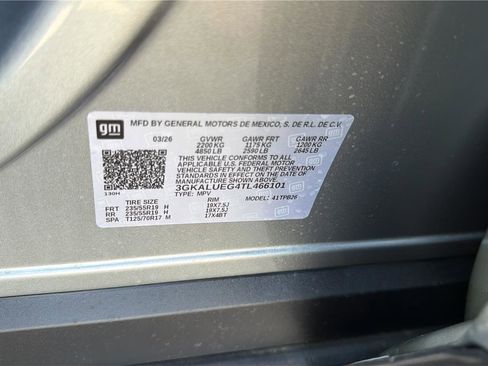 gm
MFD BY GENERAL MOTORS DE MEXICO, S. DE R.L. DE C.V.
03/26 GVWR GAWR FRT GAWR RR
2200 KG 1175 KG 1200 KG
4850 LB 2590 LB 2645 LB
THIS VEHICLE CONFORMS TO ALL
APPLICABLE U.S. FEDERAL MOTOR
VEHICLE SAFETY AND THEFT PREVENTION
STANDARDS IN EFFECT ON THE DATE OF
MANUFACTURE SHOWN ABOVE.
3GKALUEG4TL466101
TYPE: MPV MODEL: 41TPB26
130H
TIRE SIZE RIM
FRT 235/55R19 H 19X7.5J
RR 235/55R19 H 19X7.5J
SPA T125/70R17 M 17X4BT